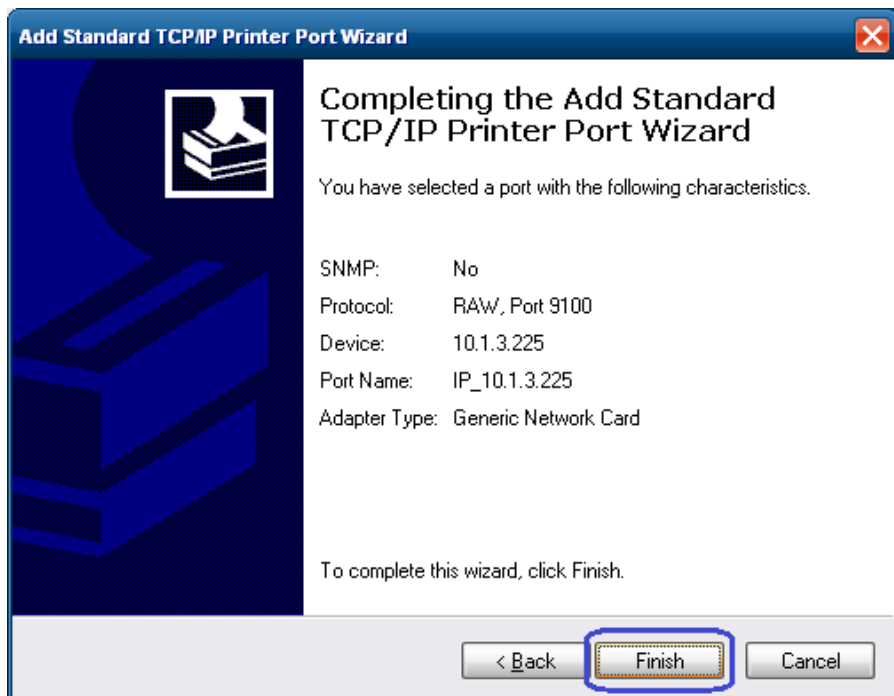 Add Standard TCP/IP Printer Port Wizard
Completing the Add Standard
TCP/IP Printer Port Wizard
You have selected a port with the following characteristics.
SNMP: No
Protocol: RAW, Port 9100
Device: 10.1.3.225
Port Name: IP_10.1.3.225
Adapter Type: Generic Network Card
To complete this wizard, click Finish.
< Back Finish Cancel